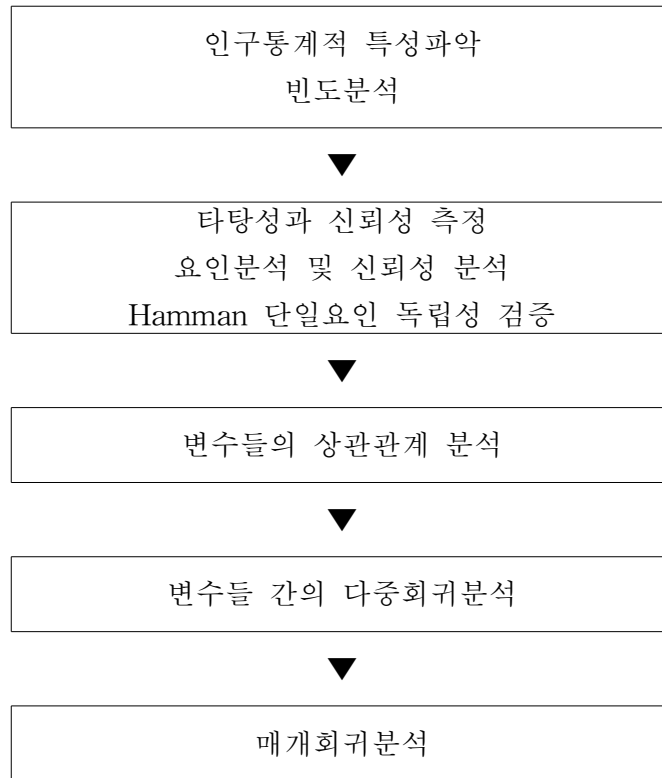 인구통계적 특성파악
빈도분석
타탕성과 신뢰성 측정
요인분석 및 신뢰성 분석
Hamman 단일요인 독립성 검증
변수들의 상관관계 분석
변수들 간의 다중회귀분석
매개회귀분석